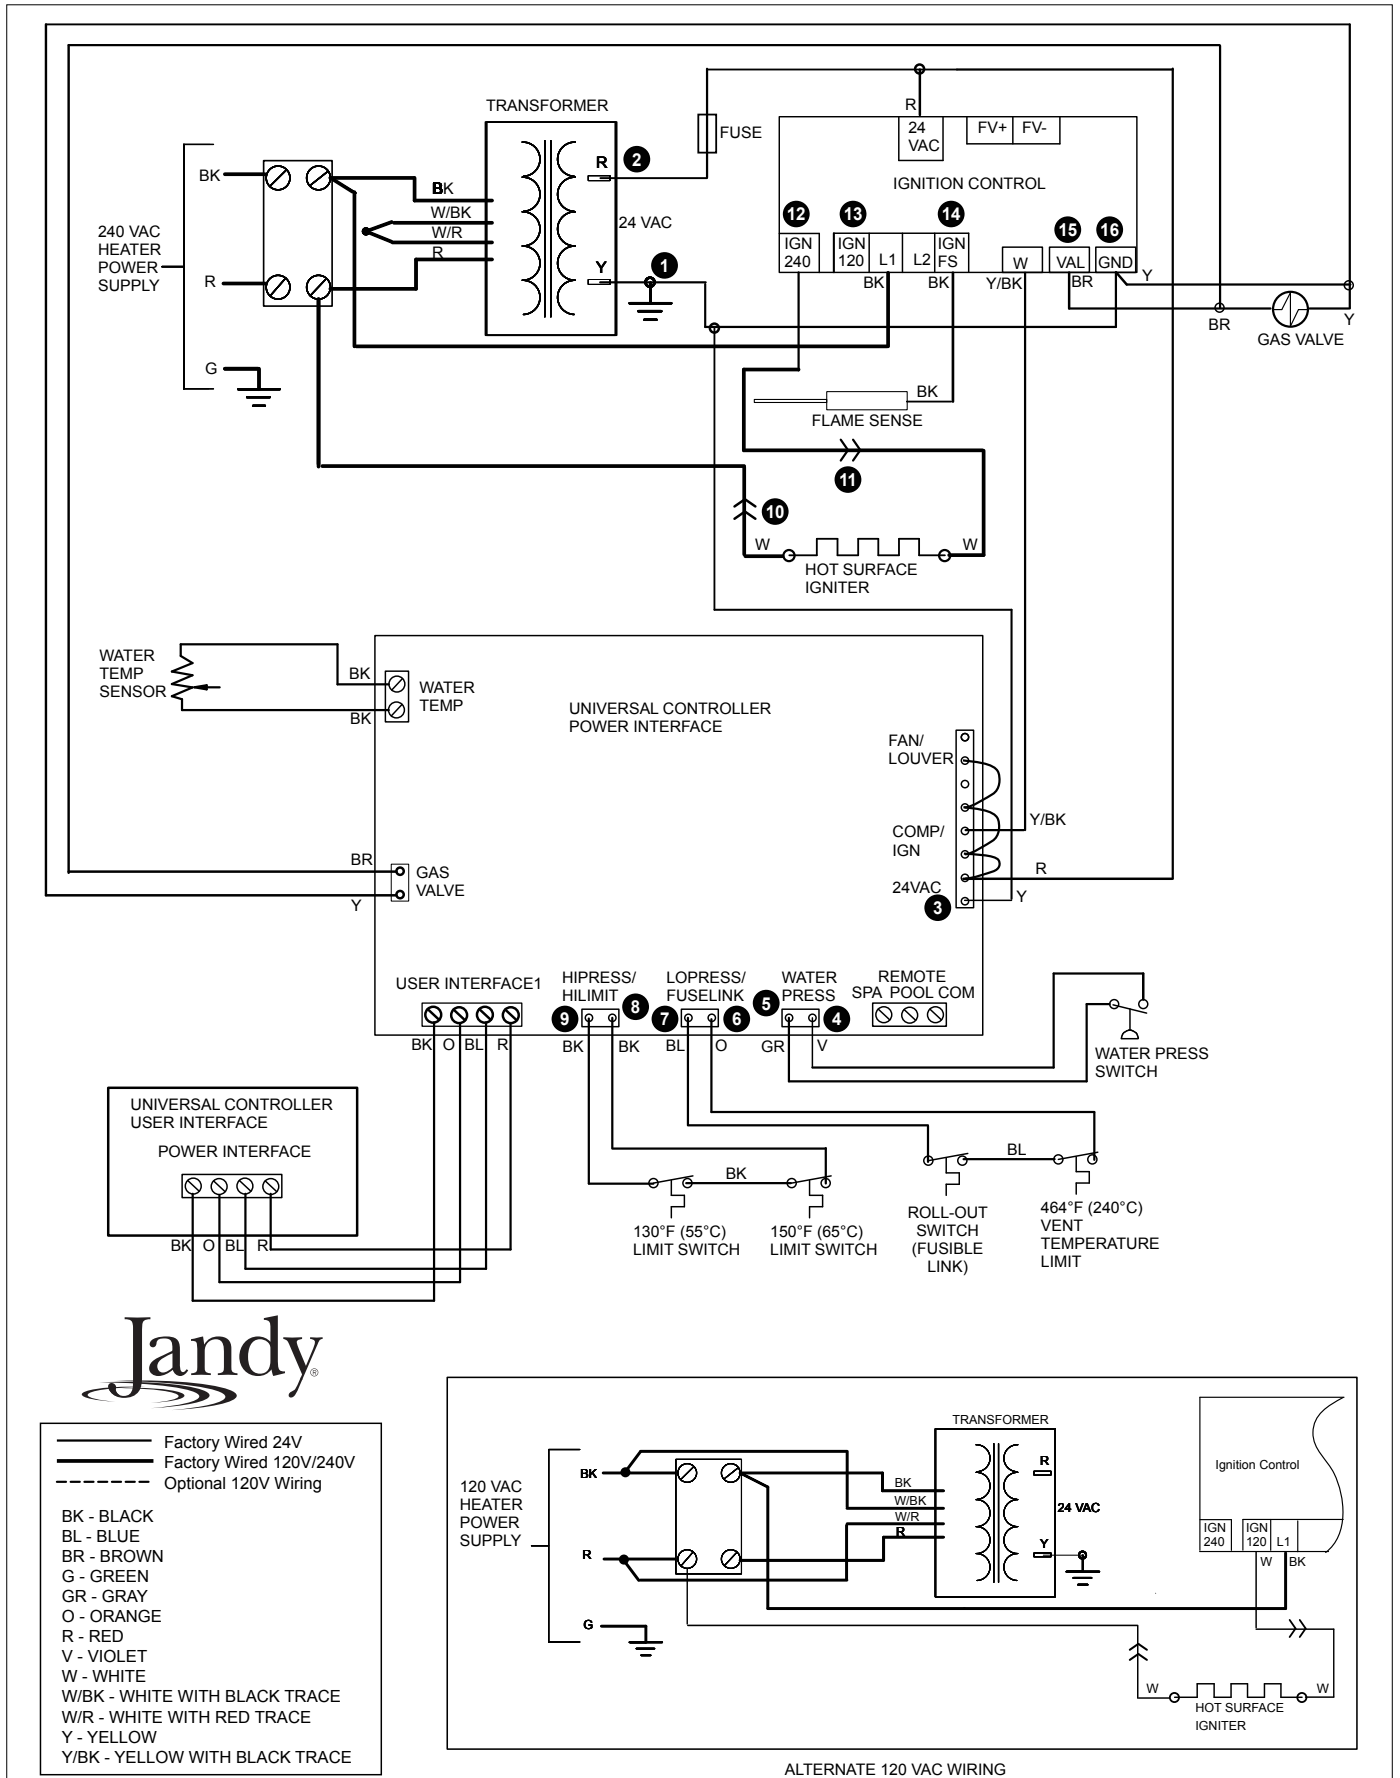 TRANSFORMER
R
FUSE
24
VAC
FV+ FV-
IGNITION CONTROL
BK
R
2
BK
W/BK
W/R
R
24 VAC
Y
1
240 VAC
HEATER
POWER
SUPPLY
R
G
12
13
14
15
16
IGN
240
IGN
120
L1
L2
IGN
FS
W
VAL
GND
BK
BK
Y/BK
BR
Y
BR
GAS VALVE
Y
BK
FLAME SENSE
11
10
W
W
HOT SURFACE
IGNITER
WATER
TEMP
SENSOR
BK
BK
WATER
TEMP
UNIVERSAL CONTROLLER
POWER INTERFACE
FAN/
LOUVER
COMP/
IGN
24VAC
3
Y/BK
R
Y
BR
Y
GAS
VALVE
USER INTERFACE1
HIPRESS/
HILIMIT
LOPRESS/
FUSELINK
WATER
PRESS
REMOTE
SPA POOL COM
9
8
7
6
5
4
BK O BL R
BK
BK
BL
O
GR
V
WATER PRESS
SWITCH
UNIVERSAL CONTROLLER
USER INTERFACE
POWER INTERFACE
BK O BL R
BK
130°F (55°C)
LIMIT SWITCH
150°F (65°C)
LIMIT SWITCH
BL
ROLL-OUT
SWITCH
(FUSIBLE
LINK)
464°F (240°C)
VENT
TEMPERATURE
LIMIT
Jandy®
Factory Wired 24V
Factory Wired 120V/240V
Optional 120V Wiring
BK - BLACK
BL - BLUE
BR - BROWN
G - GREEN
GR - GRAY
O - ORANGE
R - RED
V - VIOLET
W - WHITE
W/BK - WHITE WITH BLACK TRACE
W/R - WHITE WITH RED TRACE
Y - YELLOW
Y/BK - YELLOW WITH BLACK TRACE
TRANSFORMER
120 VAC
HEATER
POWER
SUPPLY
BK
R
G
BK
W/BK
W/R
R
R
24 VAC
Y
Ignition Control
IGN
240
IGN
120
L1
W
BK
W
W
HOT SURFACE
IGNITER
ALTERNATE 120 VAC WIRING